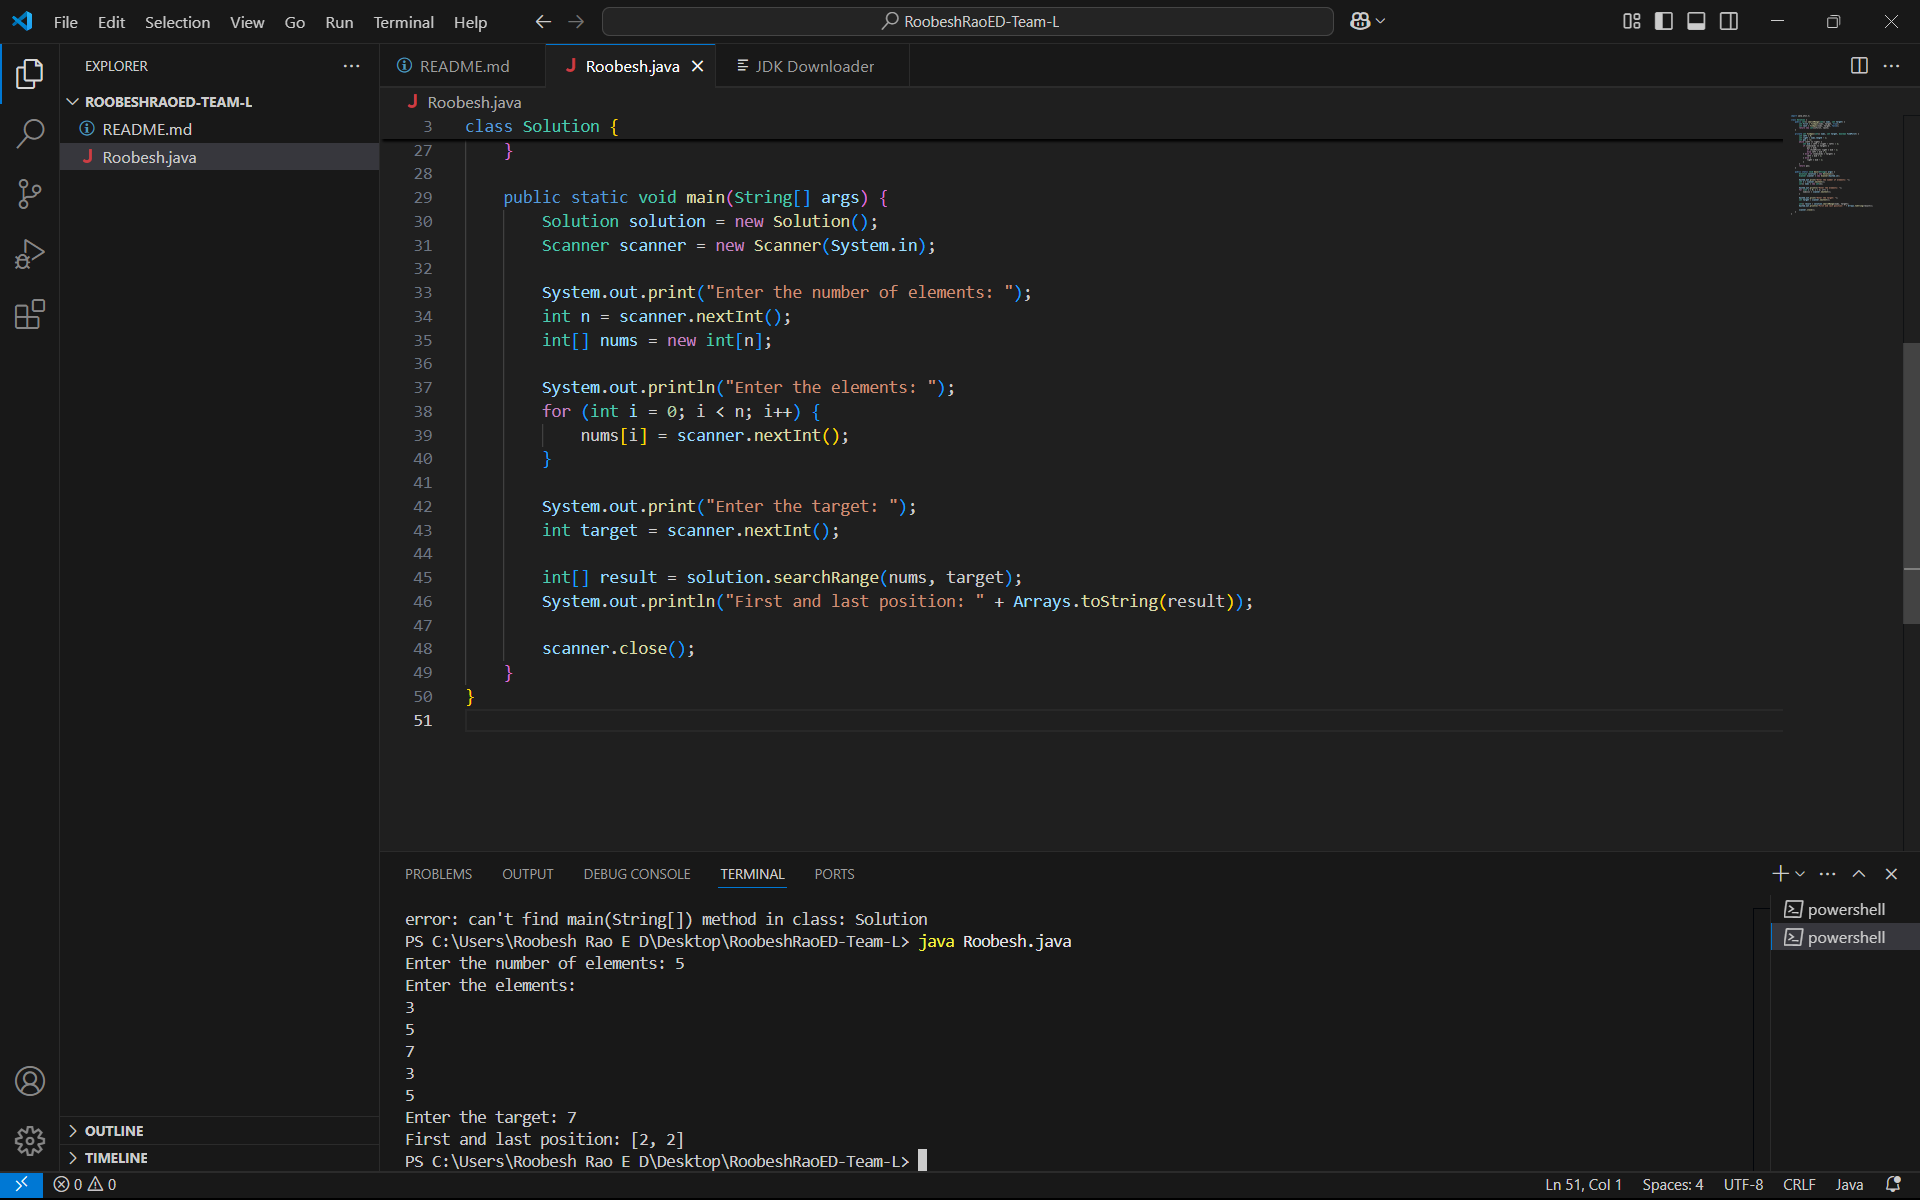 File Edit Selection View Go Run Terminal Help
RoobeshRaoED-Team-L
EXPLORER
ROOBESHRAOED-TEAM-L
README.md
Roobesh.java
OUTLINE
TIMELINE
README.md
Roobesh.java
JDK Downloader
Roobesh.java
3 class Solution {
27 }
28
29 public static void main(String[] args) {
30 Solution solution = new Solution();
31 Scanner scanner = new Scanner(System.in);
32
33 System.out.print("Enter the number of elements: ");
34 int n = scanner.nextInt();
35 int[] nums = new int[n];
36
37 System.out.println("Enter the elements: ");
38 for (int i = 0; i < n; i++) {
39 nums[i] = scanner.nextInt();
40 }
41
42 System.out.print("Enter the target: ");
43 int target = scanner.nextInt();
44
45 int[] result = solution.searchRange(nums, target);
46 System.out.println("First and last position: " + Arrays.toString(result));
47
48 scanner.close();
49 }
50 }
51
PROBLEMS OUTPUT DEBUG CONSOLE TERMINAL PORTS
error: can't find main(String[]) method in class: Solution
PS C:\Users\Roobesh Rao E D\Desktop\RoobeshRaoED-Team-L> java Roobesh.java
Enter the number of elements: 5
Enter the elements:
3
5
7
3
5
Enter the target: 7
First and last position: [2, 2]
PS C:\Users\Roobesh Rao E D\Desktop\RoobeshRaoED-Team-L>
powershell
powershell
0 0
Ln 51, Col 1 Spaces: 4 UTF-8 CRLF Java